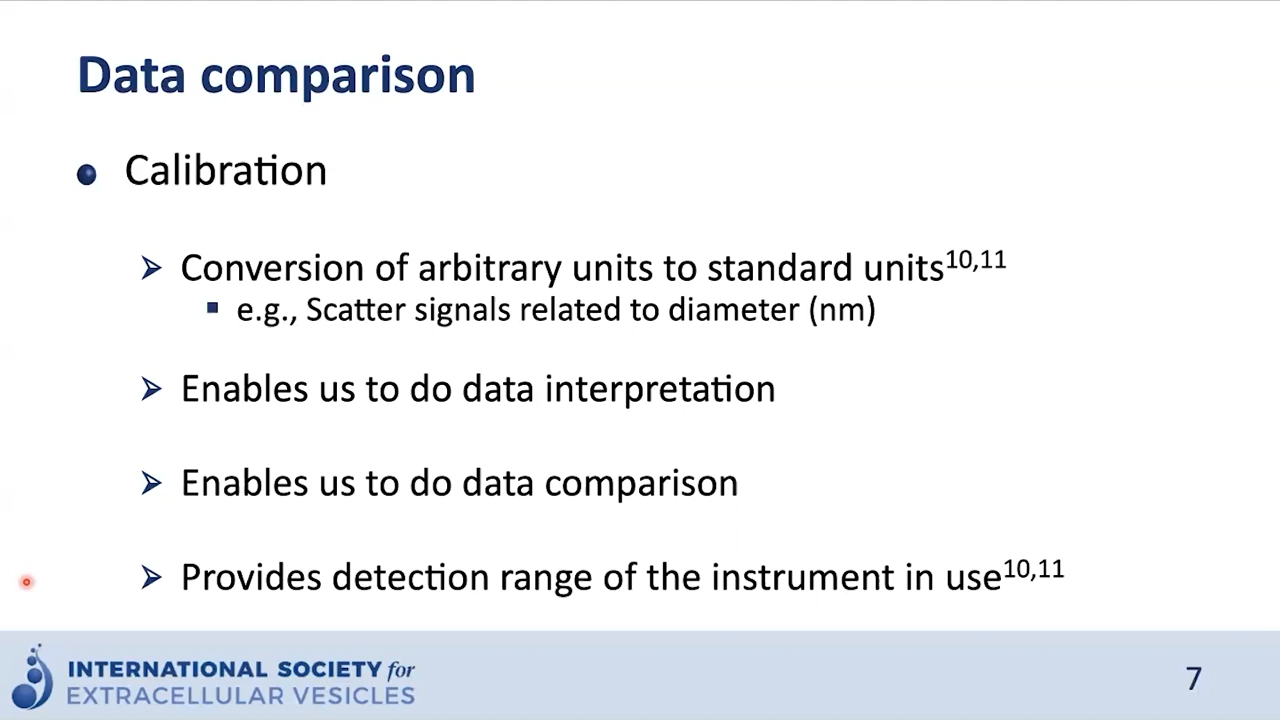 Data comparison
Calibration
Conversion of arbitrary units to standard units10,11
e.g., Scatter signals related to diameter (nm)
Enables us to do data interpretation
Enables us to do data comparison
Provides detection range of the instrument in use10,11
INTERNATIONAL SOCIETY for
EXTRACELLULAR VESICLES
7